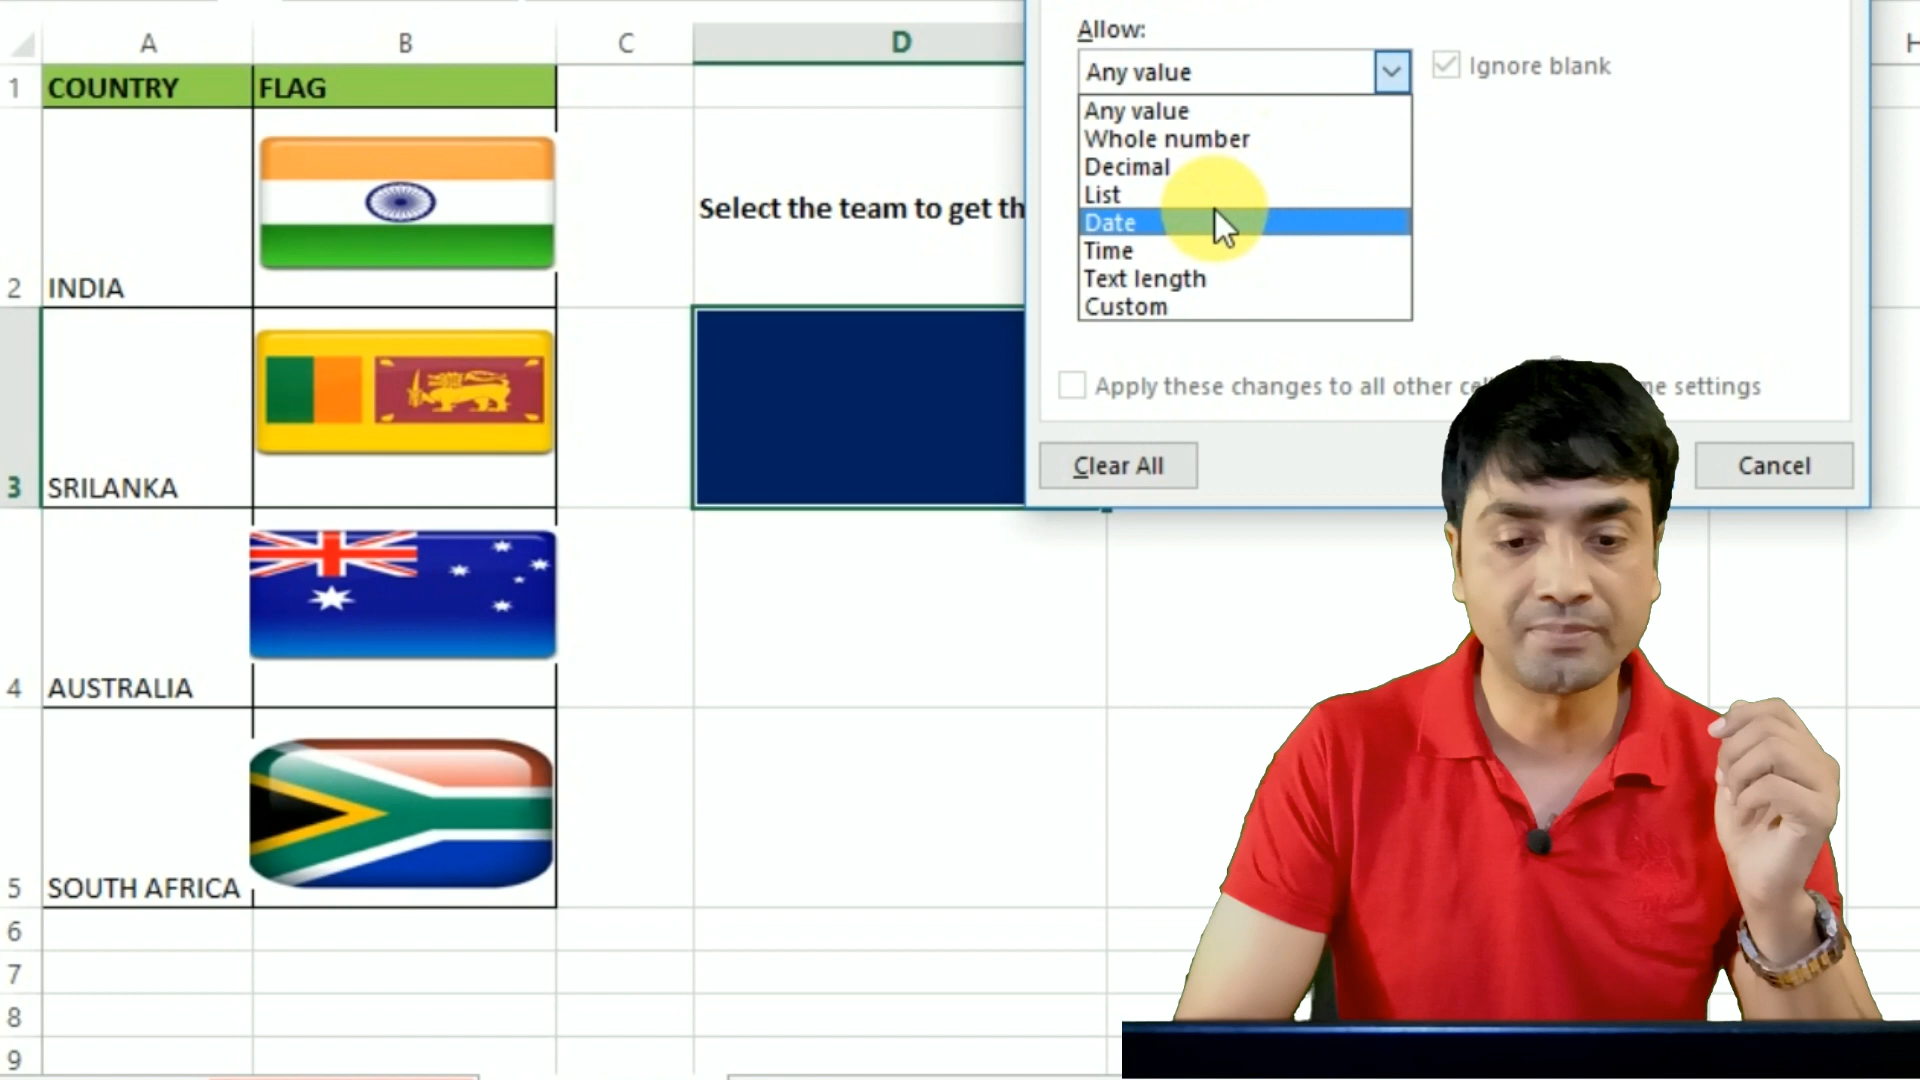 A B C D H
1 COUNTRY FLAG
2 INDIA
Select the team to get th
3 SRILANKA
4 AUSTRALIA
5 SOUTH AFRICA
6
7
8
9
Allow:
Any value
Ignore blank
Any value
Whole number
Decimal
List
Date
Time
Text length
Custom
Apply these changes to all other settings
Clear All
Cancel